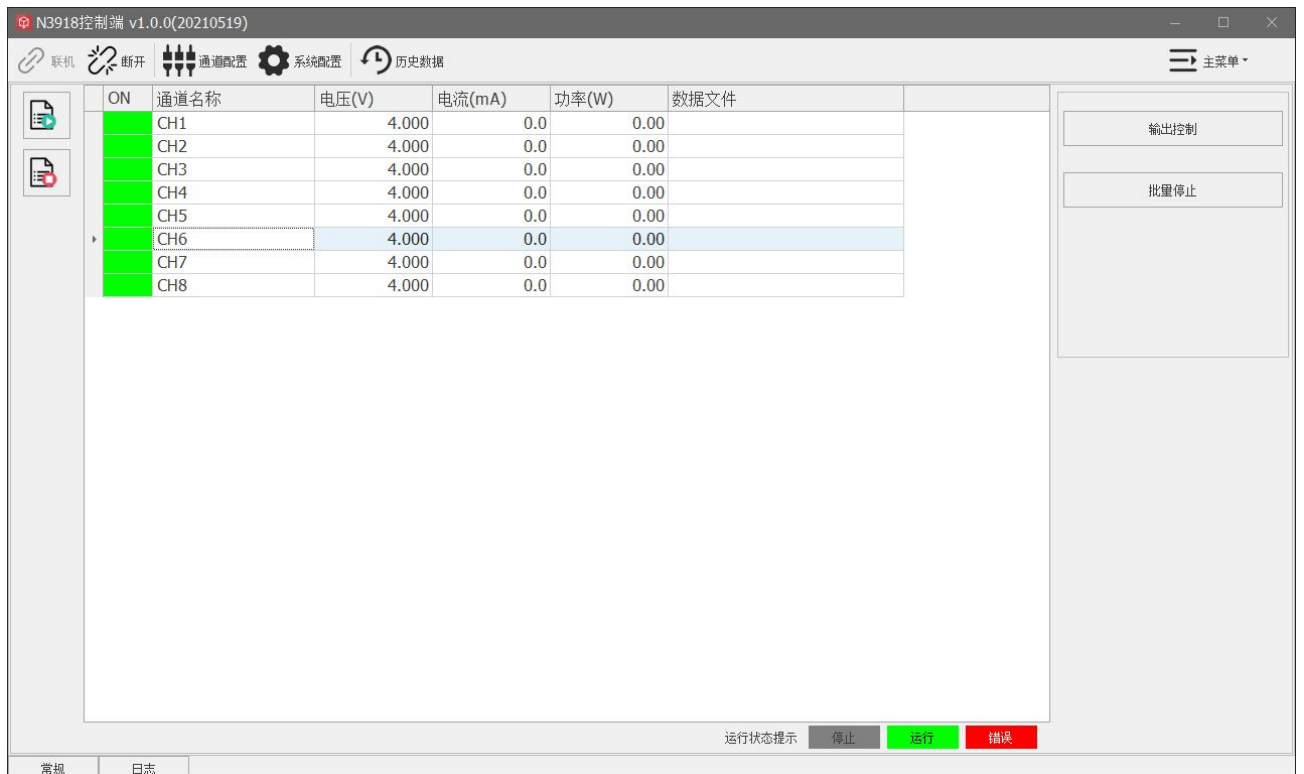 N3918控制端 v1.0.0(20210519)
联机 断开 通道配置 系统配置 历史数据 主菜单
ON 通道名称 电压(V) 电流(mA) 功率(W) 数据文件
CH1 4.000 0.0 0.00
CH2 4.000 0.0 0.00
CH3 4.000 0.0 0.00
CH4 4.000 0.0 0.00
CH5 4.000 0.0 0.00
CH6 4.000 0.0 0.00
CH7 4.000 0.0 0.00
CH8 4.000 0.0 0.00
输出控制
批量停止
运行状态提示 停止 运行 错误
常规 日志